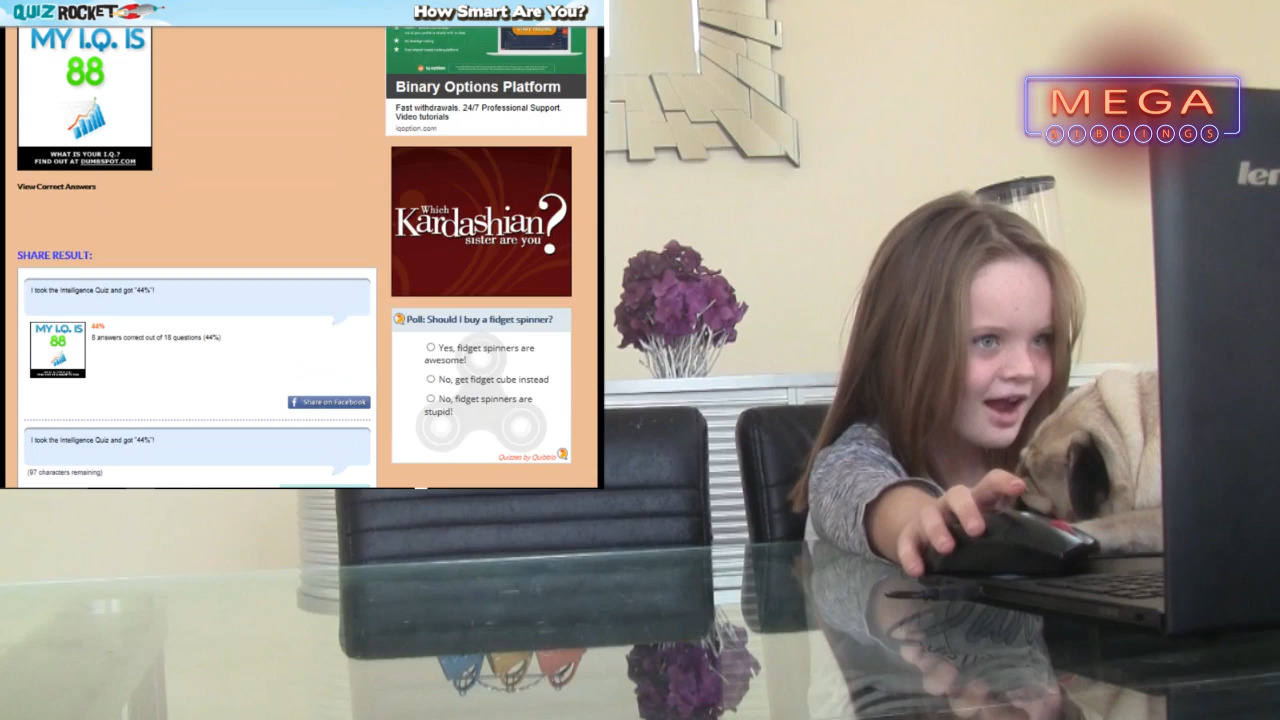 QUIZ ROCKET
How Smart Are You?
MY I.Q. IS
88
WHAT IS YOUR I.Q.?
FIND OUT AT DUMBSPOT.COM
View Correct Answers
SHARE RESULT:
I took the Intelligence Quiz and got "44%"!
MY I.Q. IS
88
44%
8 answers correct out of 18 questions (44%)
Share on Facebook
I took the Intelligence Quiz and got "44%"!
(97 characters remaining)
Binary Options Platform
Fast withdrawals. 24/7 Professional Support.
Video tutorials
iqoption.com
Which
Kardashian?
sister are you
Poll: Should I buy a fidget spinner?
Yes, fidget spinners are
awesome!
No, get fidget cube instead
No, fidget spinners are
stupid!
Quizzes by Quibblo
MEGA
SIBLINGS